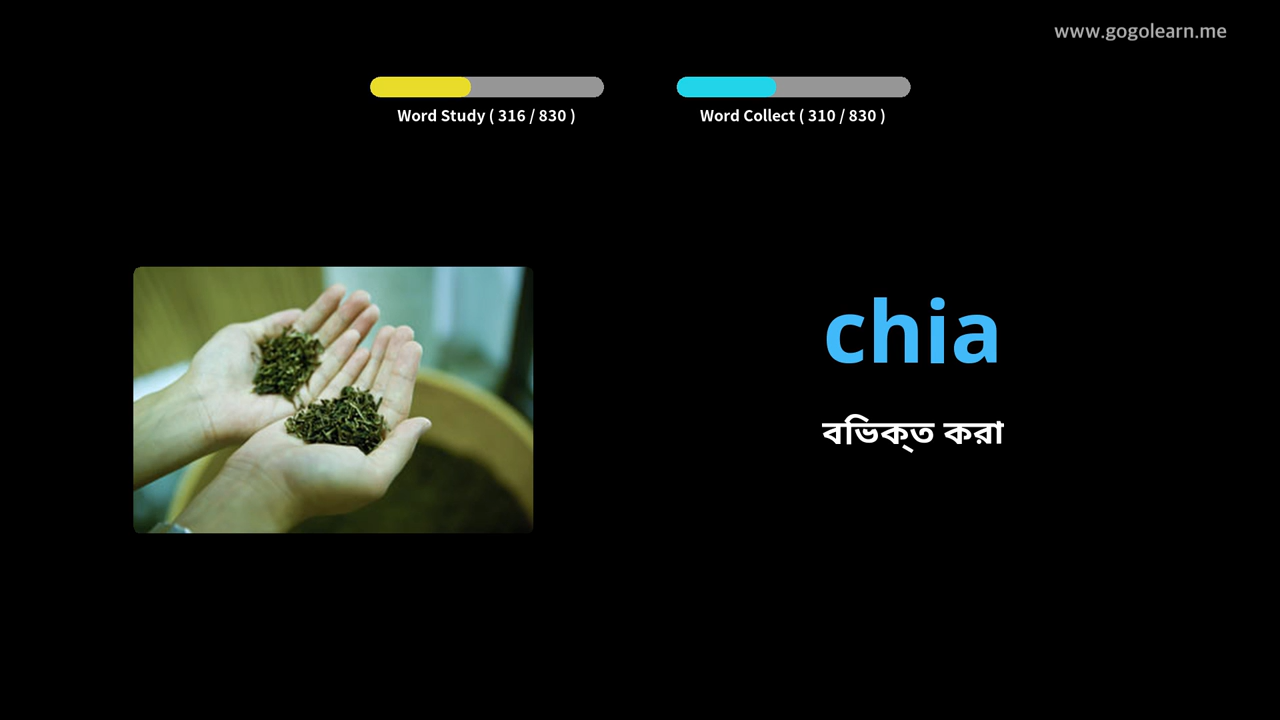 www.gogolearn.me
Word Study ( 316 / 830 )
Word Collect ( 310 / 830 )
chia
বভিক্ত করা